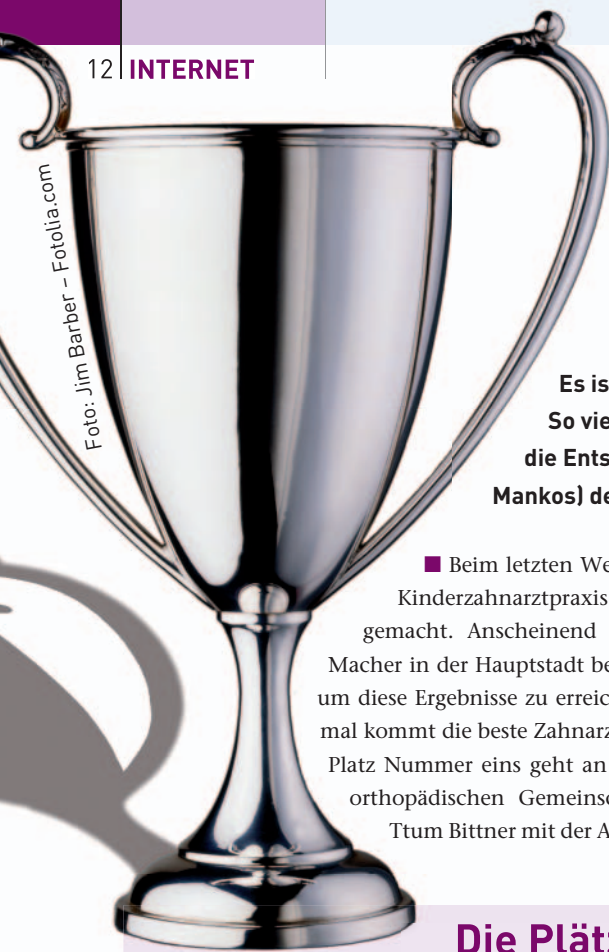 12 INTERNET
Foto: Jim Barber – Fotolia.com
Es is
So vie
die Ents
Mankos) de
■ Beim letzten We
Kinderzahnarztpraxis
gemacht. Anscheinend
Macher in der Hauptstadt be
um diese Ergebnisse zu erreic
mal kommt die beste Zahnarz
Platz Nummer eins geht an
orthopädischen Gemeinsc
Ttum Bittner mit der A
Die Plät